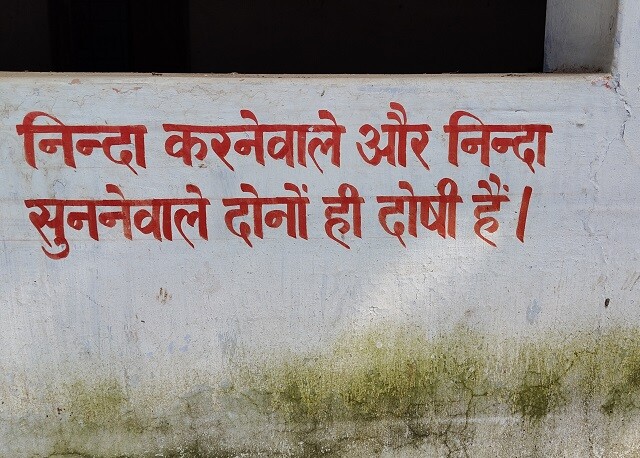 निन्दा करनेवाले और निन्दा
सुननेवाले दोनों ही दोषी हैं।